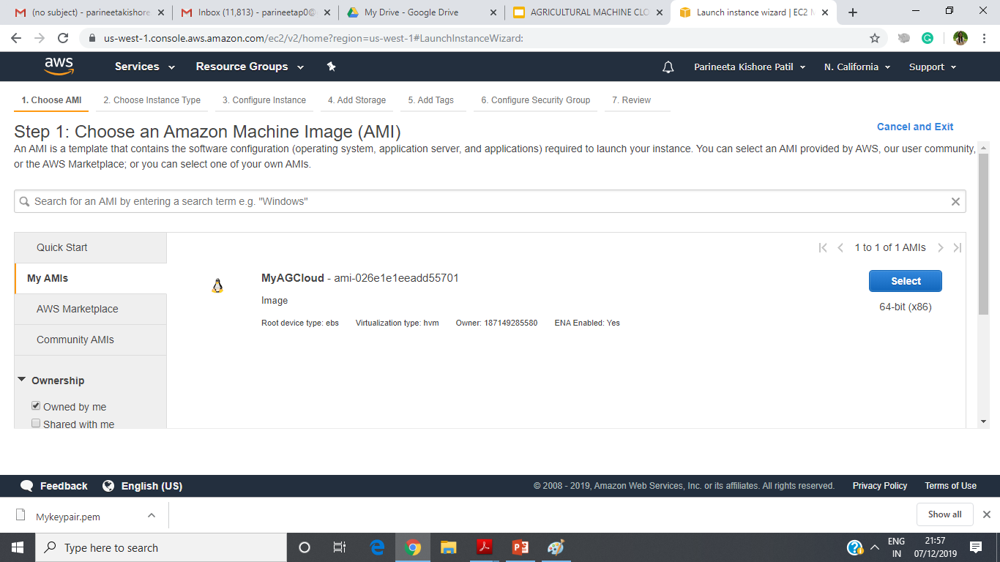 (no subject) - parineetakishore
Inbox (11,813) - parineetap0@
My Drive - Google Drive
AGRICULTURAL MACHINE CLO
Launch instance wizard | EC2 M
us-west-1.console.aws.amazon.com/ec2/v2/home?region=us-west-1#LaunchInstanceWizard:
aws Services Resource Groups Parineeta Kishore Patil N. California Support
1. Choose AMI 2. Choose Instance Type 3. Configure Instance 4. Add Storage 5. Add Tags 6. Configure Security Group 7. Review
Step 1: Choose an Amazon Machine Image (AMI)
Cancel and Exit
An AMI is a template that contains the software configuration (operating system, application server, and applications) required to launch your instance. You can select an AMI provided by AWS, our user community,
or the AWS Marketplace; or you can select one of your own AMIs.
Search for an AMI by entering a search term e.g. "Windows"
Quick Start
My AMIs
AWS Marketplace
Community AMIs
Ownership
Owned by me
Shared with me
1 to 1 of 1 AMIs
MyAGCloud - ami-026e1e1eeadd55701
Select
Image
64-bit (x86)
Root device type: ebs Virtualization type: hvm Owner: 187149285580 ENA Enabled: Yes
Feedback English (US) © 2008 - 2019, Amazon Web Services, Inc. or its affiliates. All rights reserved. Privacy Policy Terms of Use
Mykeypair.pem
Show all
Type here to search
ENG
IN
21:57
07/12/2019